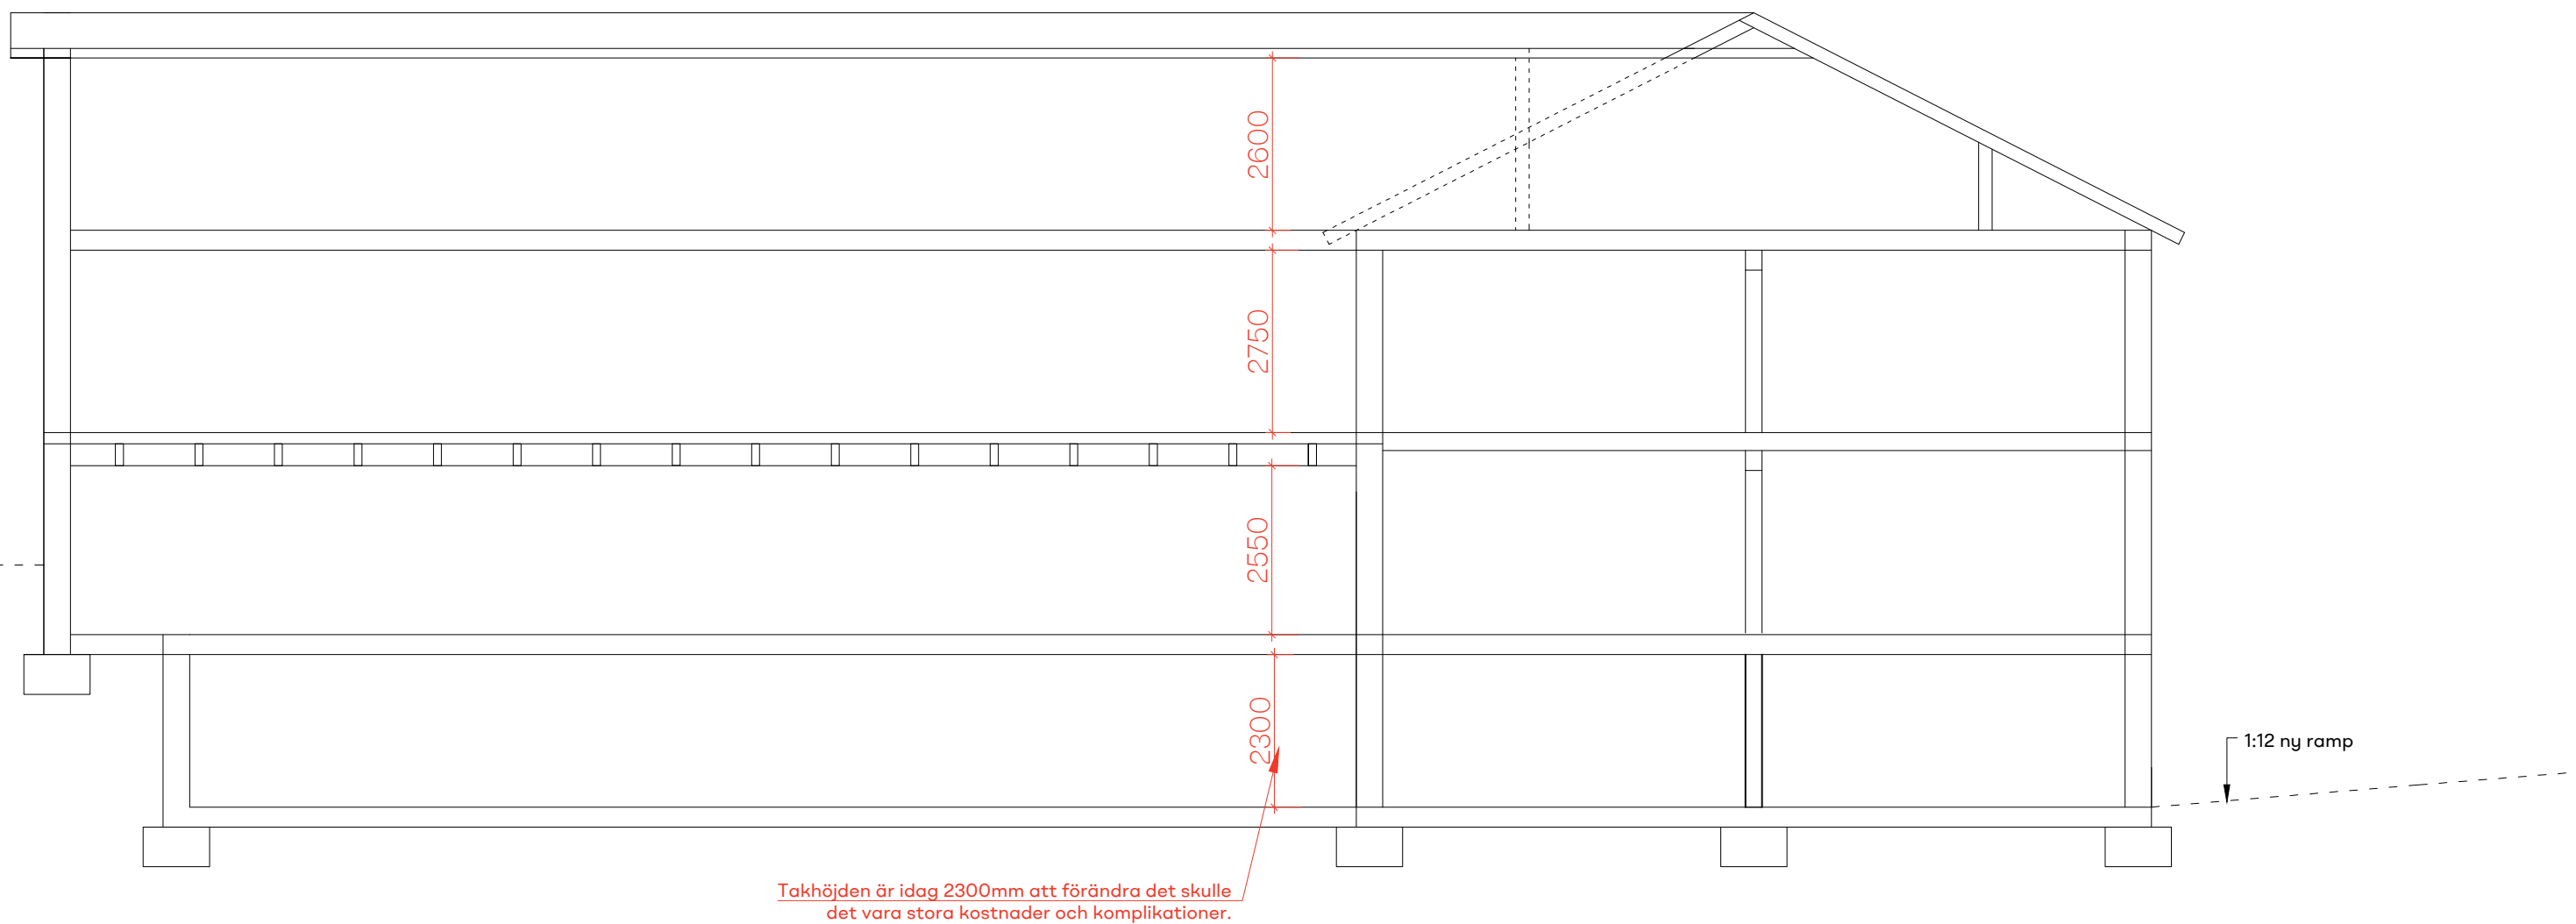 2600
2750
2550
2300
1:12 ny ramp
Takhöjden är idag 2300mm att förändra det skulle
det vara stora kostnader och komplikationer.